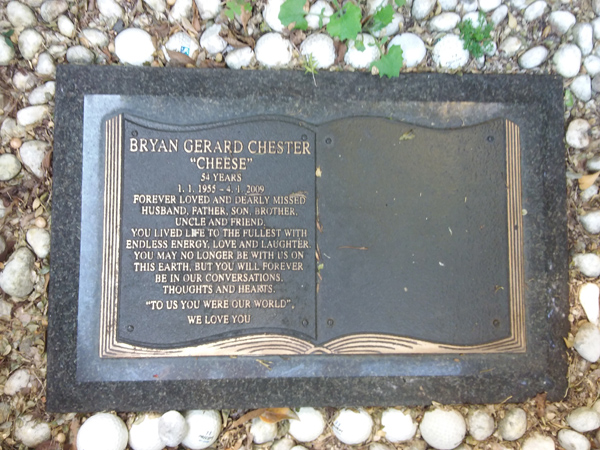 BRYAN GERARD CHESTER
"CHEESE"
54 YEARS
1. 1. 1955 - 4. 1. 2009
FOREVER LOVED AND DEARLY MISSED
HUSBAND, FATHER, SON, BROTHER,
UNCLE AND FRIEND.
YOU LIVED LIFE TO THE FULLEST WITH
ENDLESS ENERGY, LOVE AND LAUGHTER.
YOU MAY NO LONGER BE WITH US ON
THIS EARTH, BUT YOU WILL FOREVER
BE IN OUR CONVERSATIONS,
THOUGHTS AND HEARTS.
"TO US YOU WERE OUR WORLD",
WE LOVE YOU